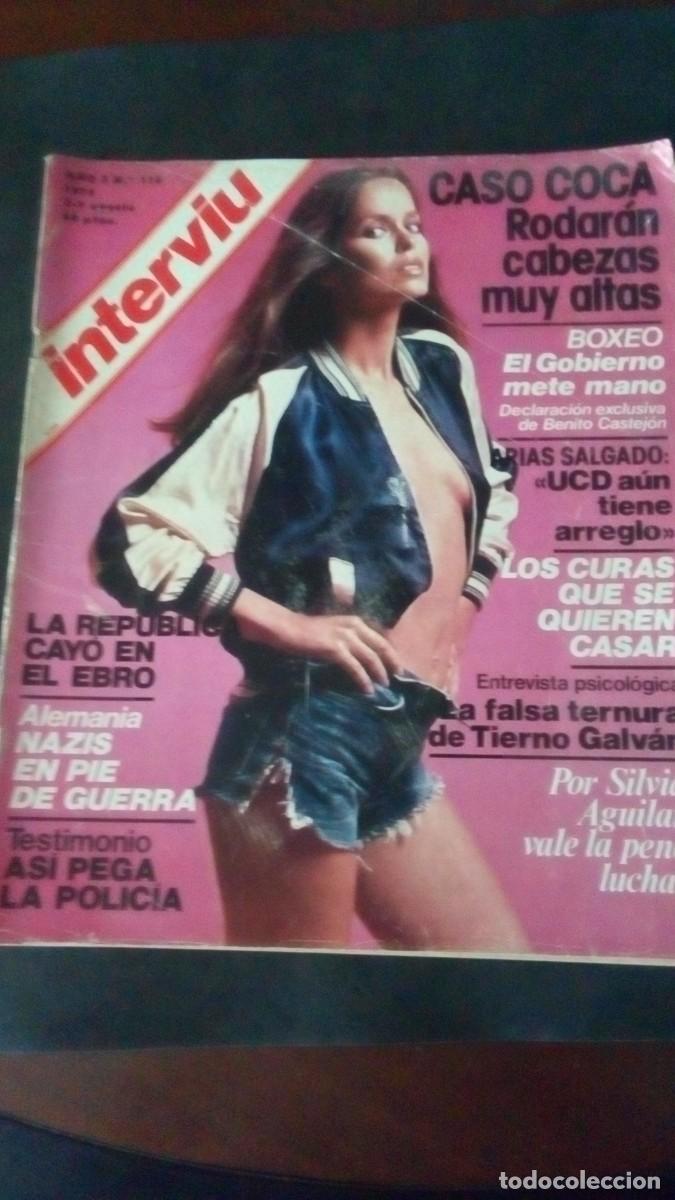 interviu
CASO COCA
Rodarán
cabezas
muy altas
BOXEO
El Gobierno
mete mano
Declaración exclusiva
de Benito Castejón
ARIAS SALGADO:
«UCD aún
tiene
arreglo»
LOS CURAS
QUE SE
QUIEREN
CASAR
Entrevista psicológica
La falsa ternura
de Tierno Galván
Por Silvia
Aguilar
vale la pena
luchar
LA REPUBLIC
CAYO EN
EL EBRO
Alemania
NAZIS
EN PIE
DE GUERRA
Testimonio
ASI PEGA
LA POLICIA
todocoleccion